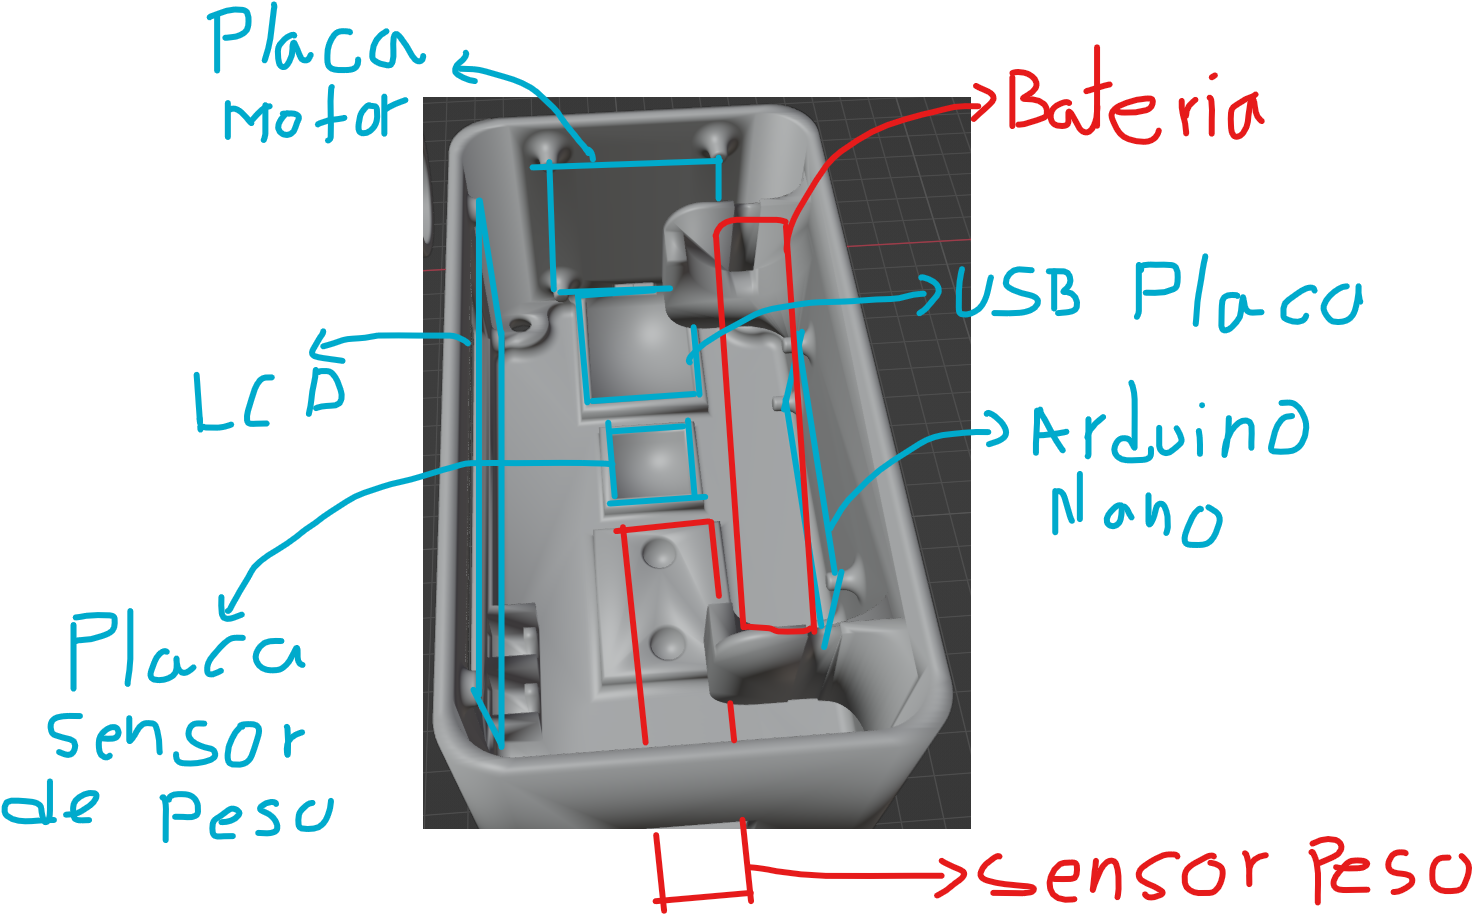 Placa
Motor
Bateria
USB Placa
LCD
Arduino
Nano
Placa
sensor
de Peso
Sensor Peso